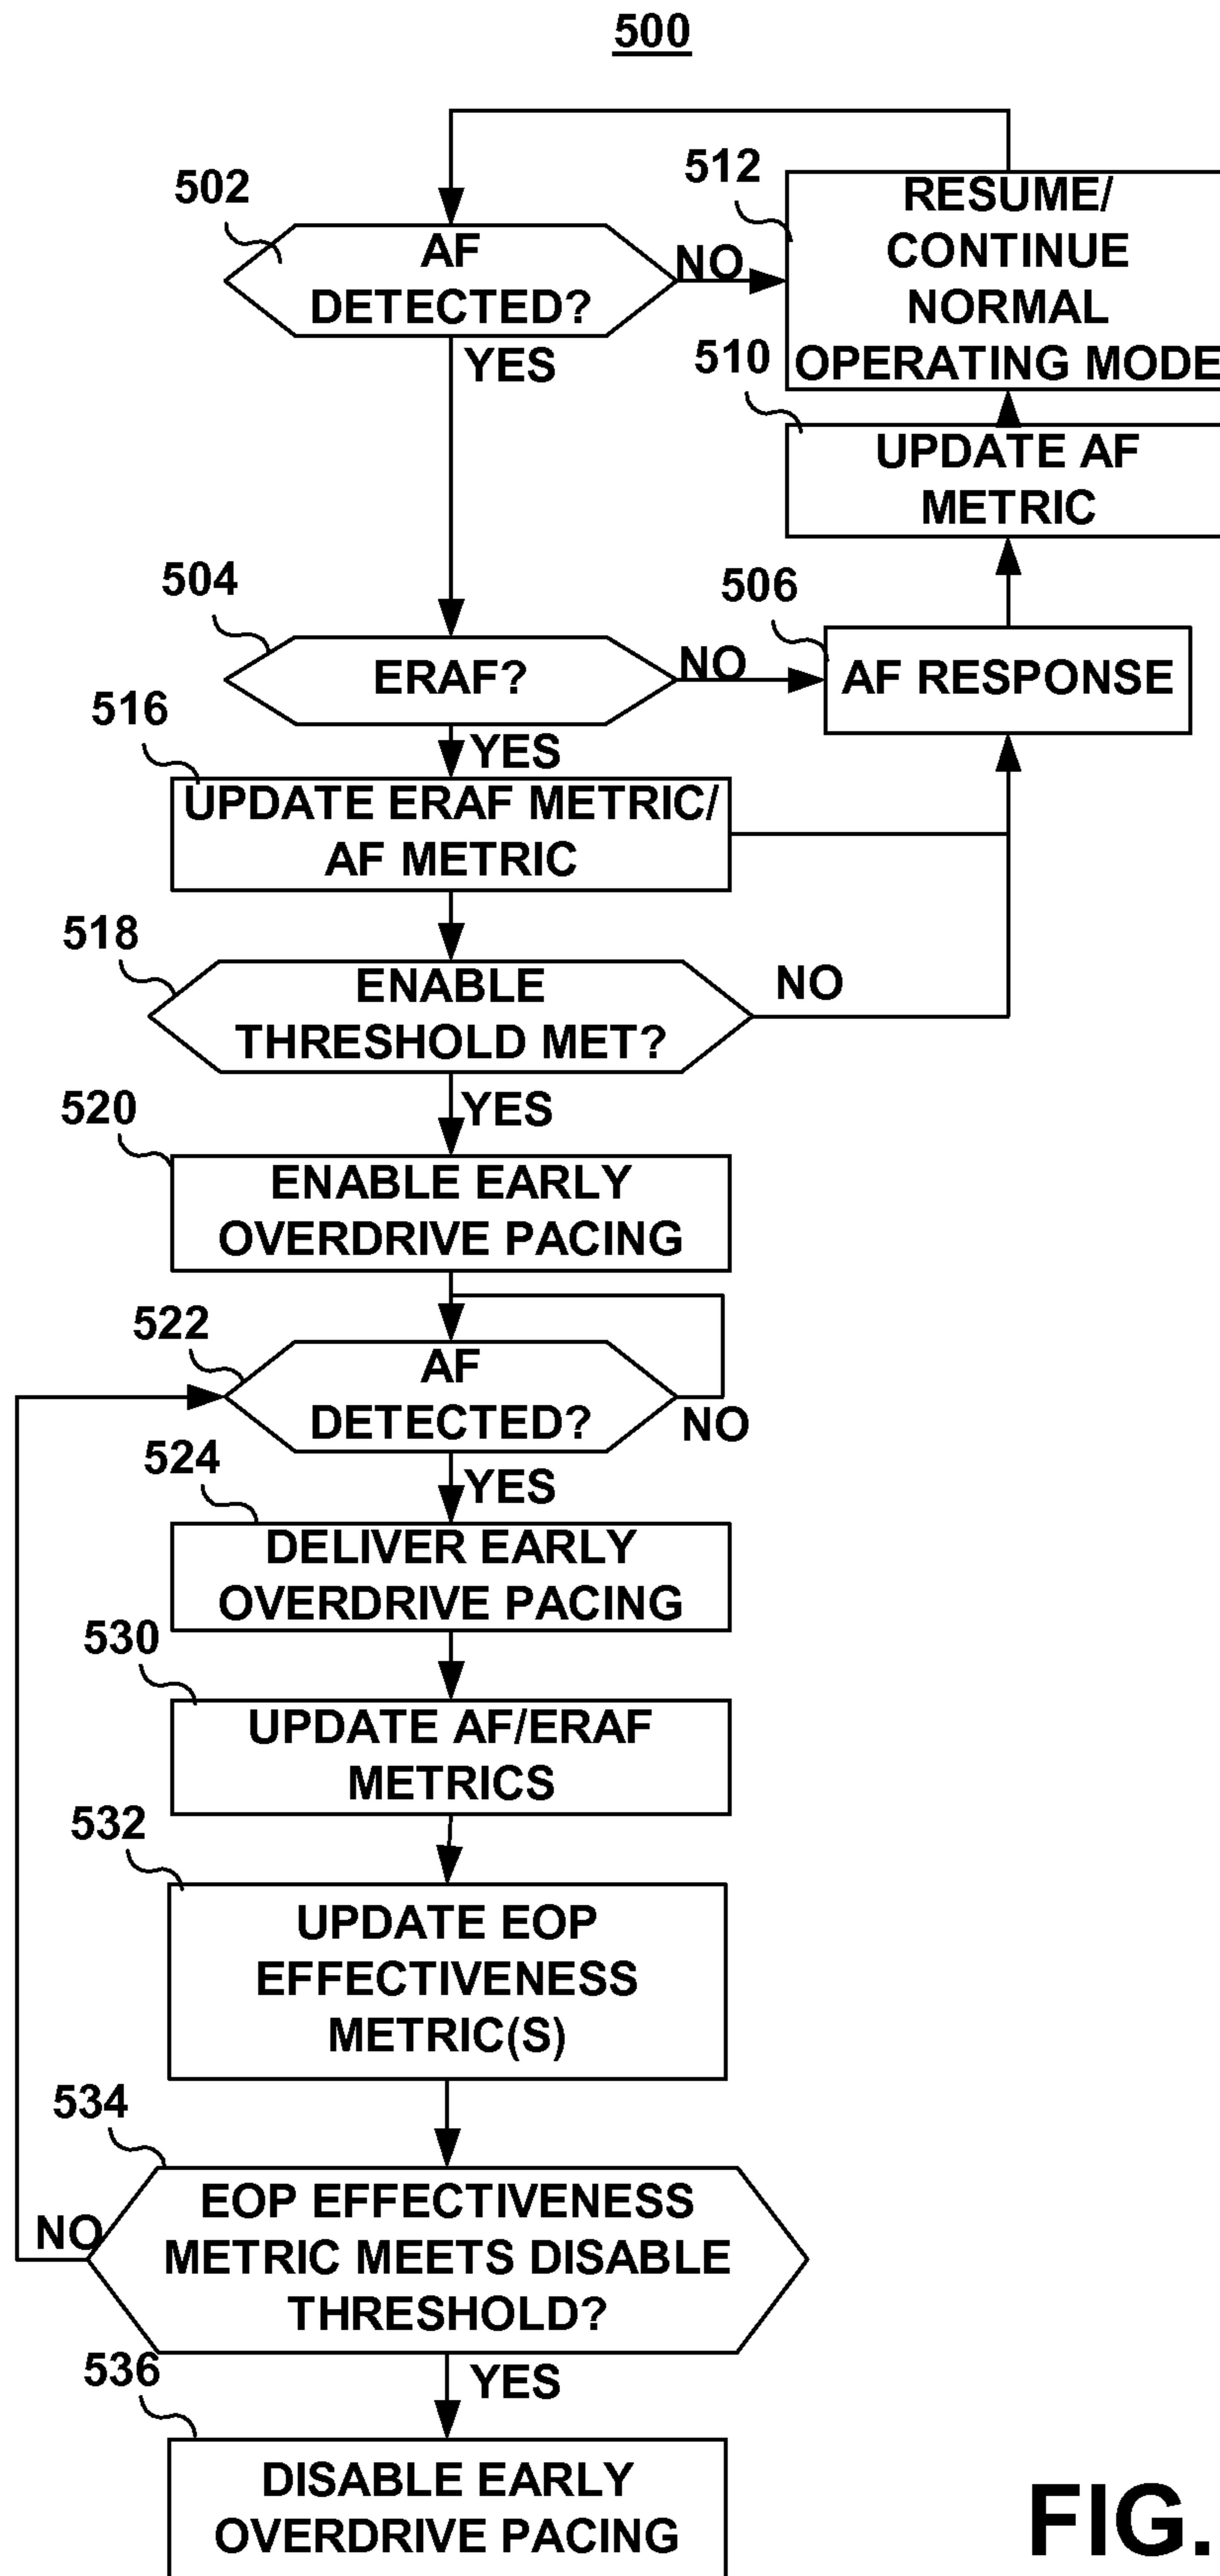 500
512
RESUME/
CONTINUE
NORMAL
OPERATING MODE
502
AF
DETECTED?
NO
YES
510
UPDATE AF
METRIC
504
ERAF?
NO
506
AF RESPONSE
YES
516
UPDATE ERAF METRIC/
AF METRIC
518
ENABLE
THRESHOLD MET?
NO
YES
520
ENABLE EARLY
OVERDRIVE PACING
522
AF
DETECTED?
NO
YES
524
DELIVER EARLY
OVERDRIVE PACING
530
UPDATE AF/ERAF
METRICS
532
UPDATE EOP
EFFECTIVENESS
METRIC(S)
534
EOP EFFECTIVENESS
METRIC MEETS DISABLE
THRESHOLD?
NO
YES
536
DISABLE EARLY
OVERDRIVE PACING
FIG.